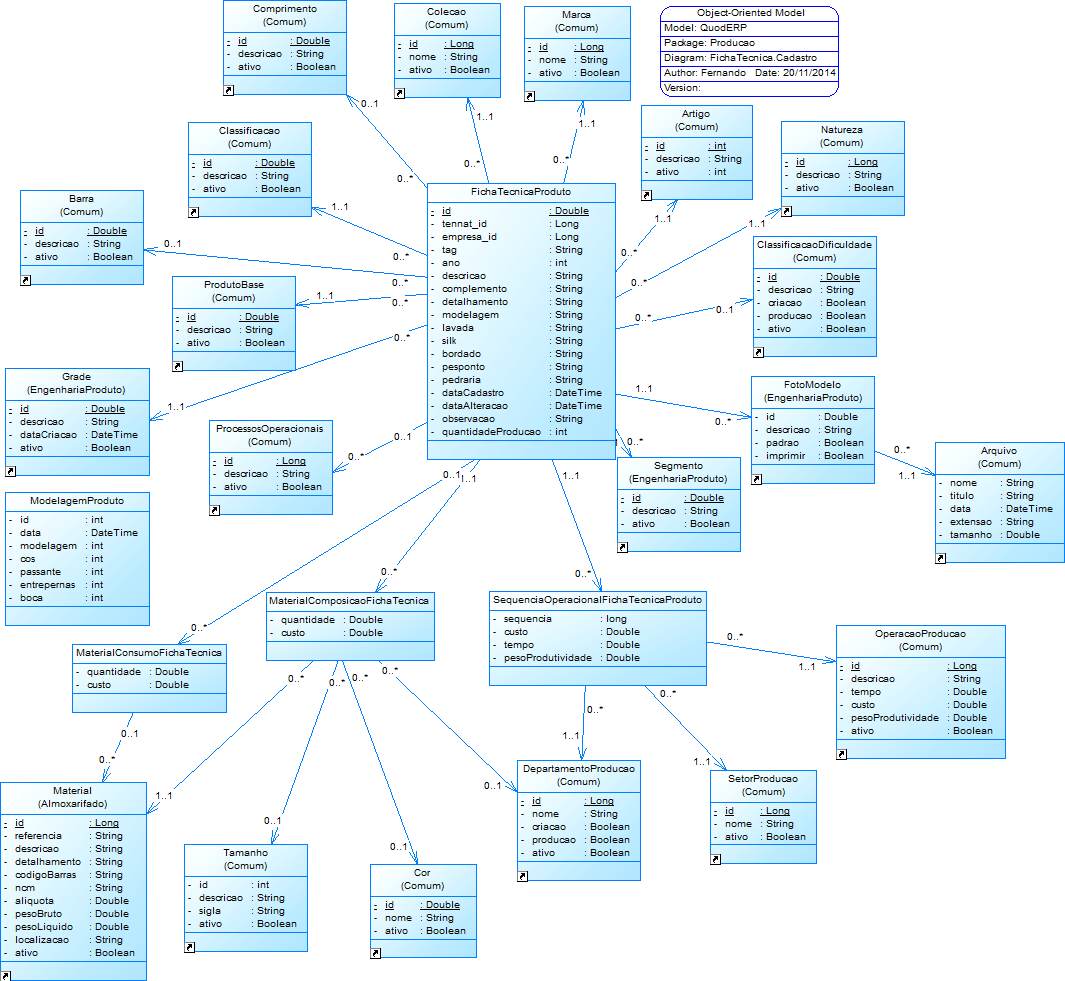 Comprimento
(Comum)
- id : Double
- descricao : String
- ativo : Boolean
Colecao
(Comum)
- id : Long
- nome : String
- ativo : Boolean
Marca
(Comum)
- id : Long
- nome : String
- ativo : Boolean
Object-Oriented Model
Model: QuodERP
Package: Producao
Diagram: FichaTecnica.Cadastro
Author: Fernando Date: 20/11/2014
Version:
Classificacao
(Comum)
- id : Double
- descricao : String
- ativo : Boolean
Artigo
(Comum)
- id : int
- descricao : String
- ativo : int
Natureza
(Comum)
- id : Long
- descricao : String
- ativo : Boolean
Barra
(Comum)
- id : Double
- descricao : String
- ativo : Boolean
FichaTecnicaProduto
- id : Double
- tennat_id : Long
- empresa_id : Long
- tag : String
- ano : int
- descricao : String
- complemento : String
- detalhamento : String
- modelagem : String
- lavada : String
- silk : String
- bordado : String
- pesponto : String
- pedraria : String
- dataCadastro : DateTime
- dataAlteracao : DateTime
- observacao : String
- quantidadeProducao : int
ClassificacaoDificuldade
(Comum)
- id : Double
- descricao : String
- criacao : Boolean
- producao : Boolean
- ativo : Boolean
ProdutoBase
(Comum)
- id : Double
- descricao : String
- ativo : Boolean
Grade
(EngenhariaProduto)
- id : Double
- descricao : String
- dataCriacao : DateTime
- ativo : Boolean
FotoModelo
(EngenhariaProduto)
- id : Double
- descricao : String
- padrao : Boolean
- imprimir : Boolean
ProcessosOperacionais
(Comum)
- id : Long
- descricao : String
- ativo : Boolean
Segmento
(EngenhariaProduto)
- id : Double
- descricao : String
- ativo : Boolean
Arquivo
(Comum)
- nome : String
- titulo : String
- data : DateTime
- extensao : String
- tamanho : Double
ModelagemProduto
- id : int
- data : DateTime
- modelagem : int
- cos : int
- passante : int
- entrepernas : int
- boca : int
MaterialComposicaoFichaTecnica
- quantidade : Double
- custo : Double
SequenciaOperacionalFichaTecnicaProduto
- sequencia : long
- custo : Double
- tempo : Double
- pesoProdutividade : Double
MaterialConsumoFichaTecnica
- quantidade : Double
- custo : Double
OperacaoProducao
(Comum)
- id : Long
- descricao : String
- tempo : Double
- custo : Double
- pesoProdutividade : Double
- ativo : Boolean
Material
(Almoxarifado)
- id : Long
- referencia : String
- descricao : String
- detalhamento : String
- codigoBarras : String
- ncm : String
- aliquota : Double
- pesoBruto : Double
- pesoLiquido : Double
- localizacao : String
- ativo : Boolean
DepartamentoProducao
(Comum)
- id : Long
- nome : String
- criacao : Boolean
- producao : Boolean
- ativo : Boolean
SetorProducao
(Comum)
- id : Long
- nome : String
- ativo : Boolean
Tamanho
(Comum)
- id : int
- descricao : String
- sigla : String
- ativo : Boolean
Cor
(Comum)
- id : Double
- nome : String
- ativo : Boolean
0..1
0..*
1..1
0..*
1..1
0..*
1..1
0..*
0..1
0..*
1..1
0..*
1..1
0..*
1..1
0..*
1..1
0..*
0..1
0..*
1..1
0..*
0..*
1..1
0..1
0..*
0..*
0..1
0..*
1..1
0..*
1..1
0..*
0..*
1..1
0..*
1..1
0..*
1..1
0..1
0..*
0..*
1..1
0..*
0..1
0..*
0..1
0..*
0..1